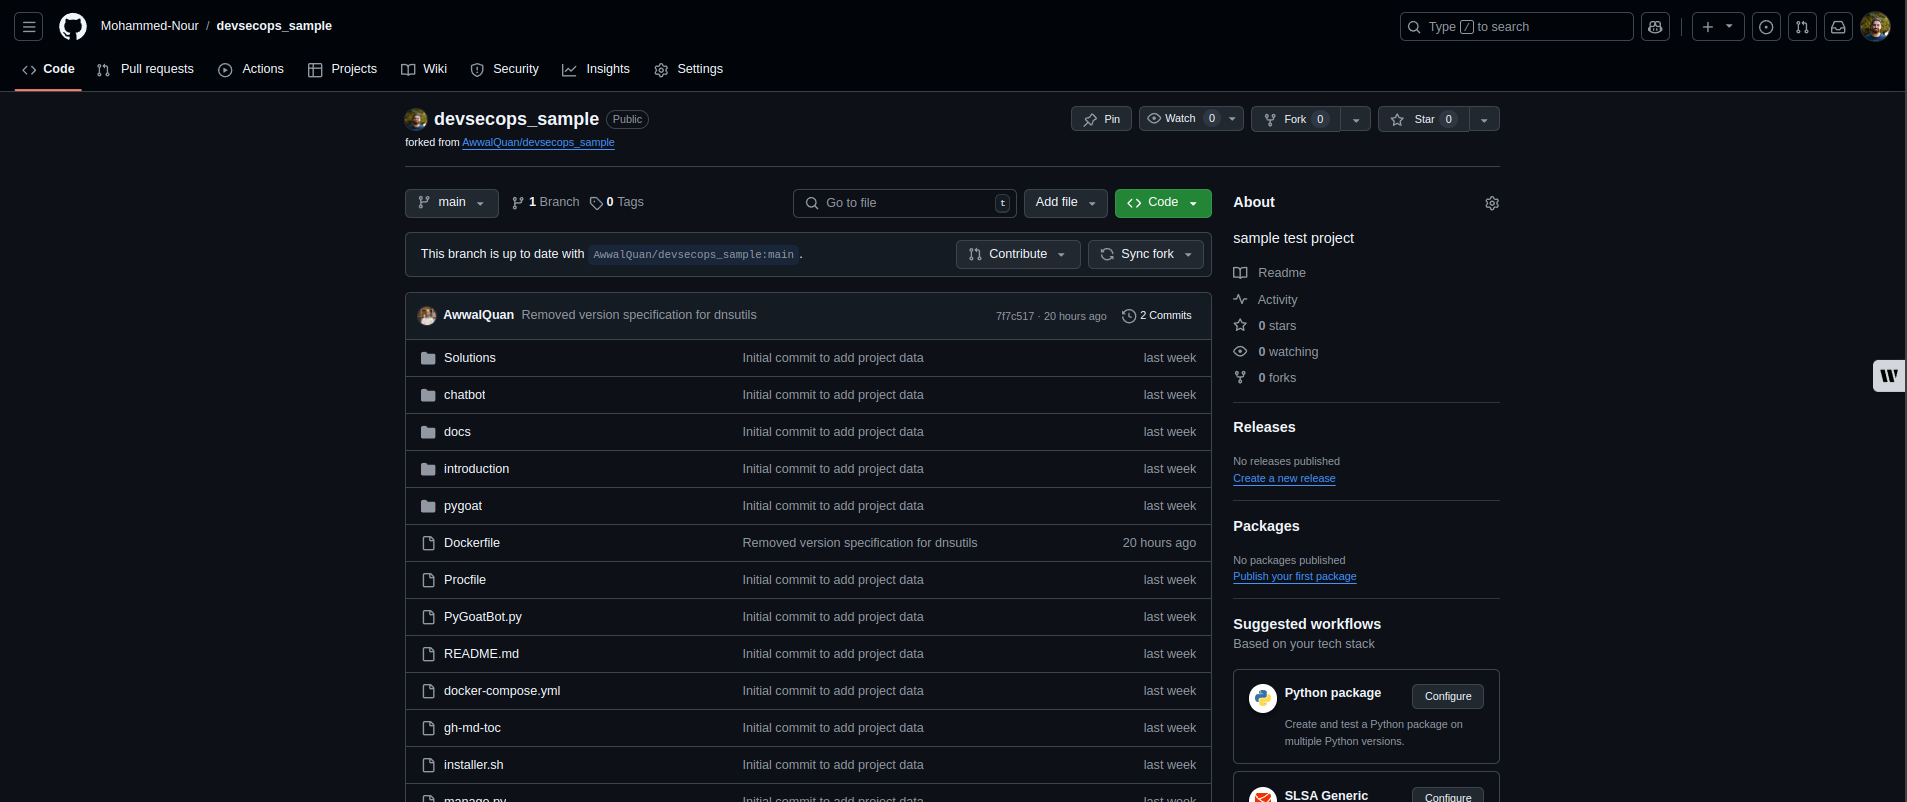 Mohammed-Nour / devsecops_sample
Type / to search
Code Pull requests Actions Projects Wiki Security Insights Settings
devsecops_sample Public
Pin Watch 0 Fork 0 Star 0
forked from AwwalQuan/devsecops_sample
main 1 Branch 0 Tags Go to file t Add file Code
This branch is up to date with AwwalQuan/devsecops_sample:main . Contribute Sync fork
AwwalQuan Removed version specification for dnsutils 7f7c517 · 20 hours ago 2 Commits
Solutions Initial commit to add project data last week
chatbot Initial commit to add project data last week
docs Initial commit to add project data last week
introduction Initial commit to add project data last week
pygoat Initial commit to add project data last week
Dockerfile Removed version specification for dnsutils 20 hours ago
Procfile Initial commit to add project data last week
PyGoatBot.py Initial commit to add project data last week
README.md Initial commit to add project data last week
docker-compose.yml Initial commit to add project data last week
gh-md-toc Initial commit to add project data last week
installer.sh Initial commit to add project data last week
manage.py Initial commit to add project data last week
About
sample test project
Readme
Activity
0 stars
0 watching
0 forks
Releases
No releases published
Create a new release
Packages
No packages published
Publish your first package
Suggested workflows
Based on your tech stack
Python package Configure
Create and test a Python package on
multiple Python versions.
SLSA Generic Configure
W